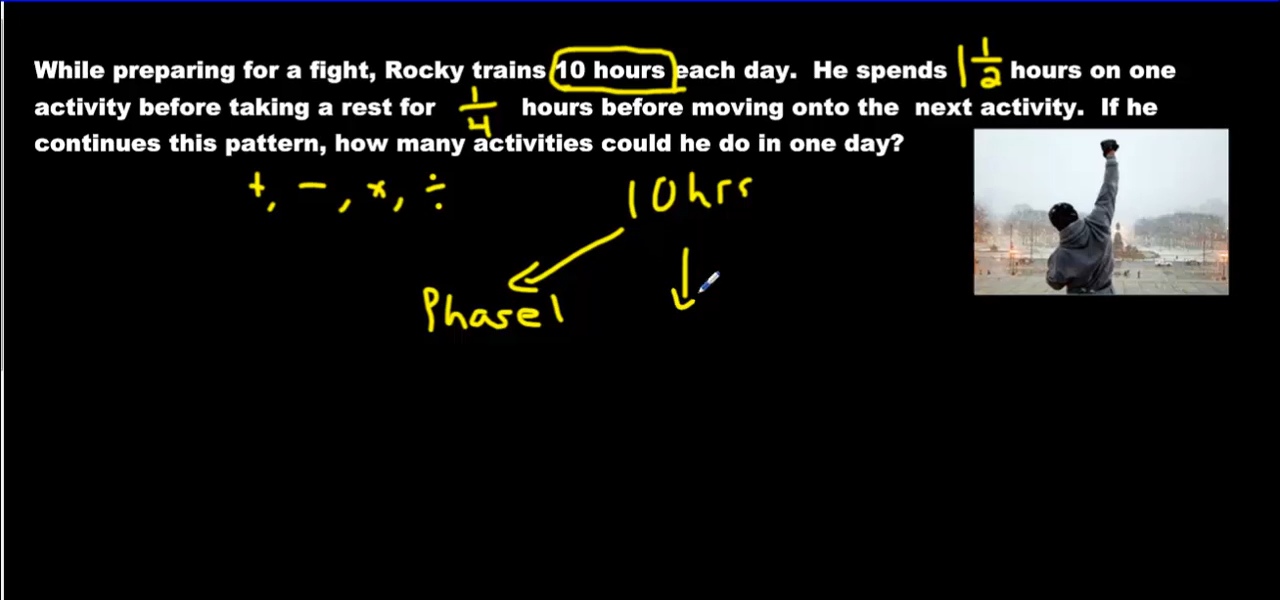 While preparing for a fight, Rocky trains 10 hours each day. He spends 1 1/2 hours on one
activity before taking a rest for 1/4 hours before moving onto the next activity. If he
continues this pattern, how many activities could he do in one day?
+, -, x, ÷ 10 hrs
Phase 1